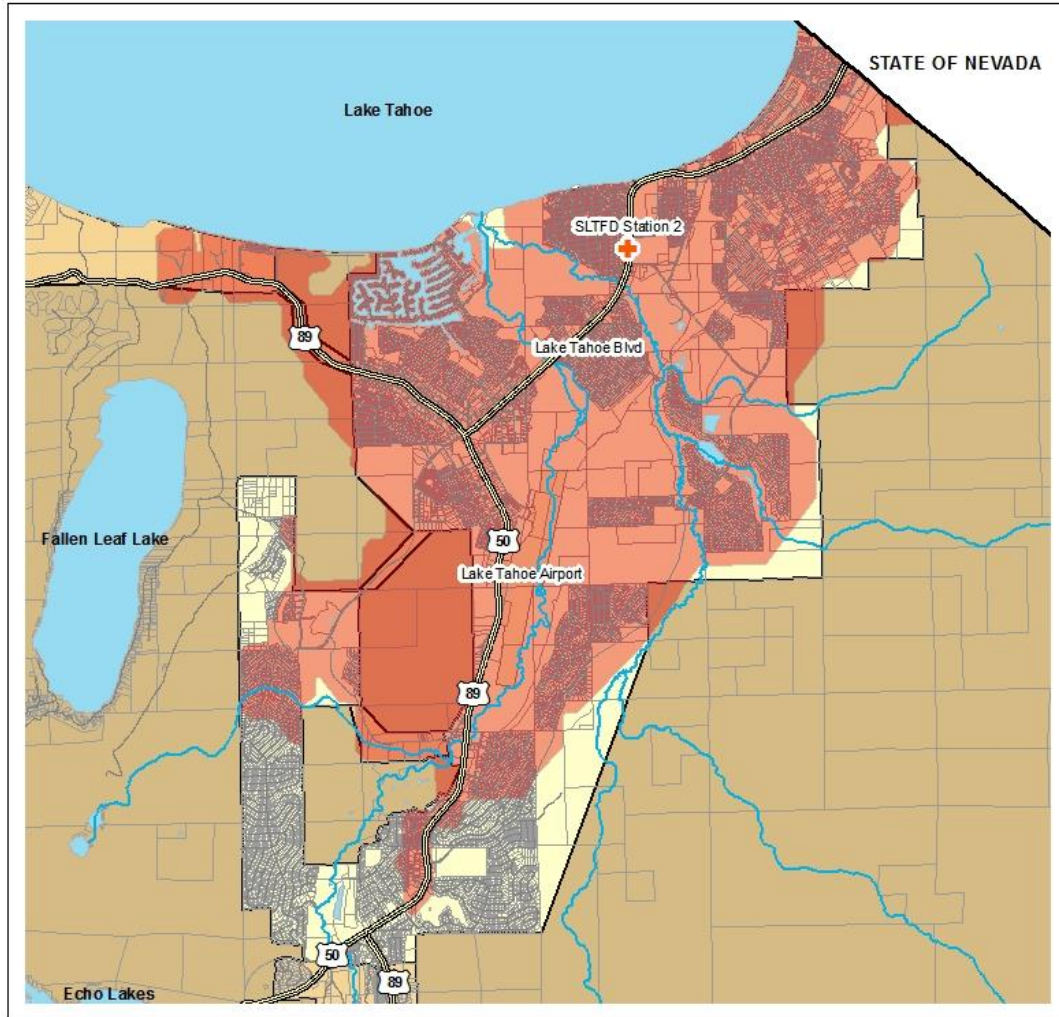 STATE OF NEVADA
Lake Tahoe
SLTFD Station 2
89
Lake Tahoe Blvd
50
Fallen Leaf Lake
Lake Tahoe Airport
89
50
89
Echo Lakes